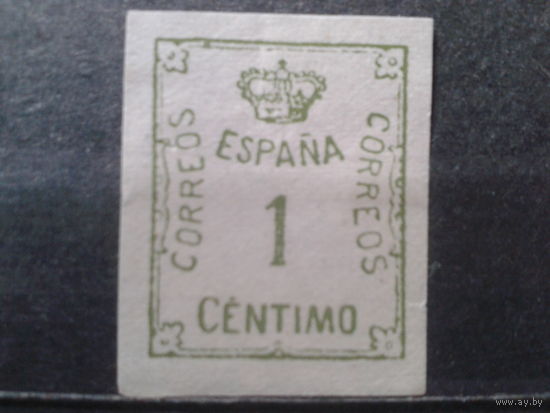 ESPAÑA
CORREOS
CORREOS
1
CÉNTIMO
www.ay.by